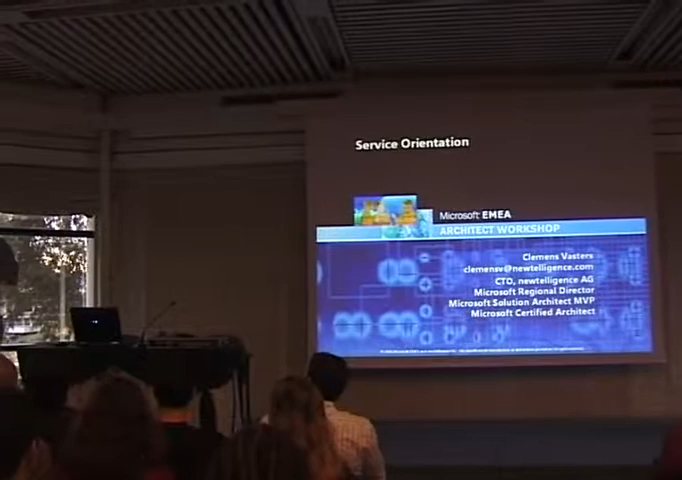 Service Orientation
Microsoft EMEA
ARCHITECT WORKSHOP
Clemens Vasters
clemensv@newtelligence.com
CTO, newtelligence AG
Microsoft Regional Director
Microsoft Solution Architect MVP
Microsoft Certified Architect